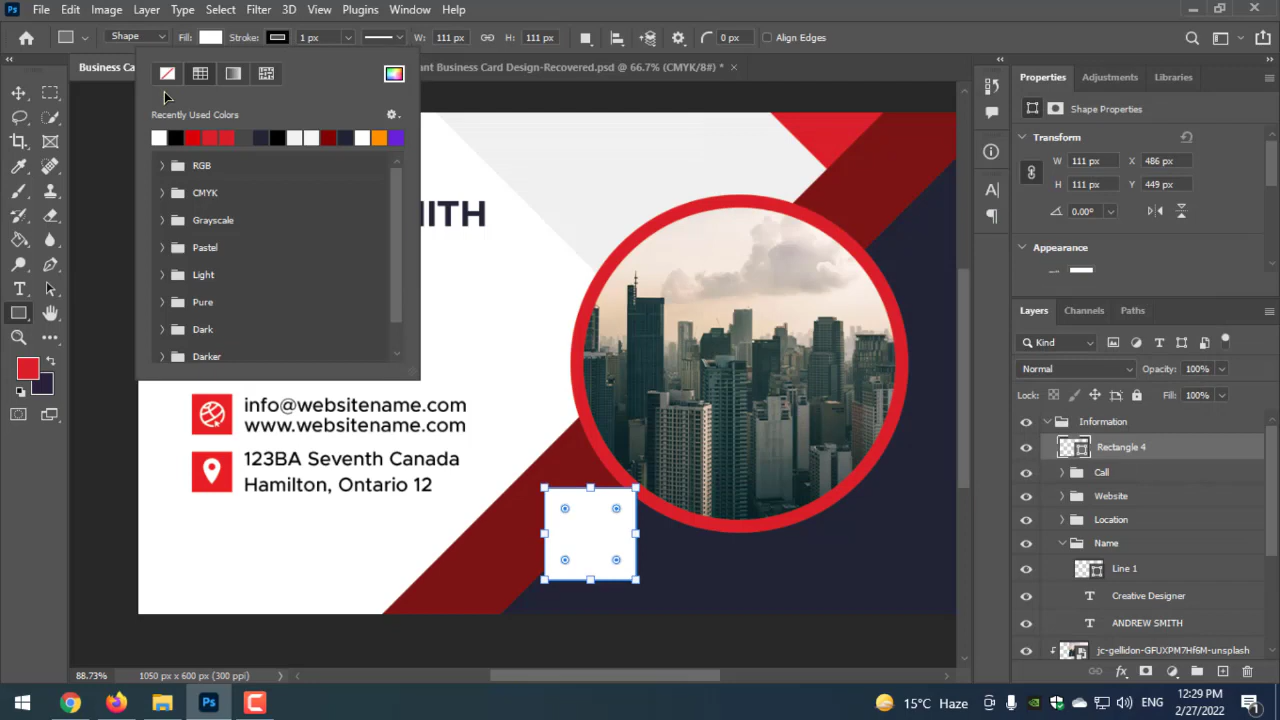 Ps
File
Edit
Image
Layer
Type
Select
Filter
3D
View
Plugins
Window
Help
Shape
Fill:
Stroke:
1 px
W:
111 px
H:
111 px
0 px
Align Edges
Business Ca
nt Business Card Design-Recovered.psd @ 66.7% (CMYK/8#) *
Recently Used Colors
RGB
CMYK
Grayscale
Pastel
Light
Pure
Dark
Darker
MITH
info@websitename.com
www.websitename.com
123BA Seventh Canada
Hamilton, Ontario 12
88.73%
1050 px x 600 px (300 ppi)
Properties
Adjustments
Libraries
Shape Properties
Transform
W
111 px
X
486 px
H
111 px
Y
449 px
0.00°
Appearance
Layers
Channels
Paths
Kind
Normal
Opacity:
100%
Lock:
Fill:
100%
Information
Rectangle 4
Call
Website
Location
Name
Line 1
T
Creative Designer
T
ANDREW SMITH
jc-gellidon-GFUXPM7Hf6M-unsplash
fx
Ps
15°C Haze
ENG
12:29 PM
2/27/2022
1